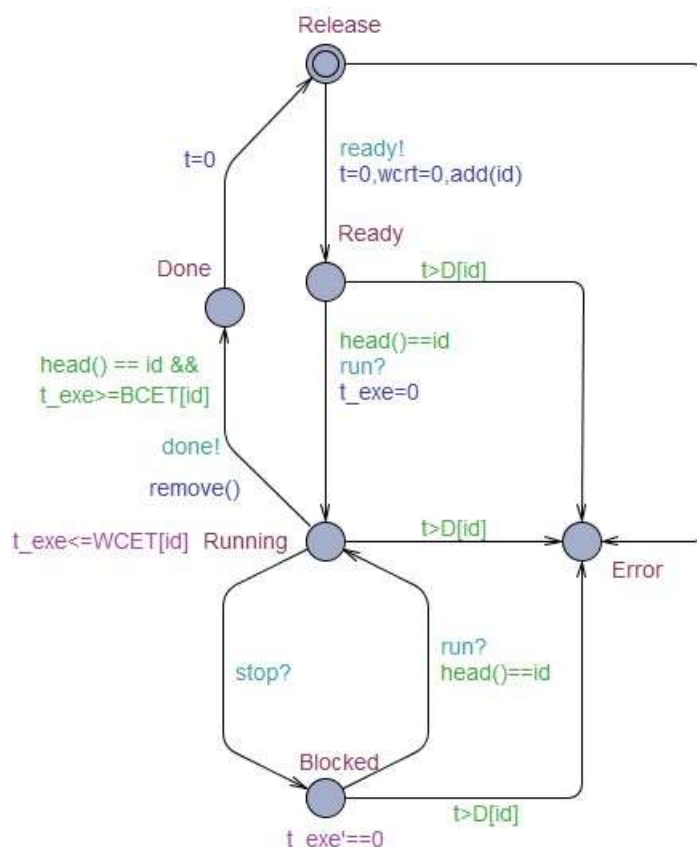 Release
t=0
ready!
t=0,wcrt=0,add(id)
Ready
Done
t>D[id]
head() == id &&
t_exe>=BCET[id]
head()==id
run?
t_exe=0
done!
remove()
t_exe<=WCET[id]
Running
t>D[id]
Error
stop?
run?
head()==id
Blocked
t>D[id]
t_exe'==0